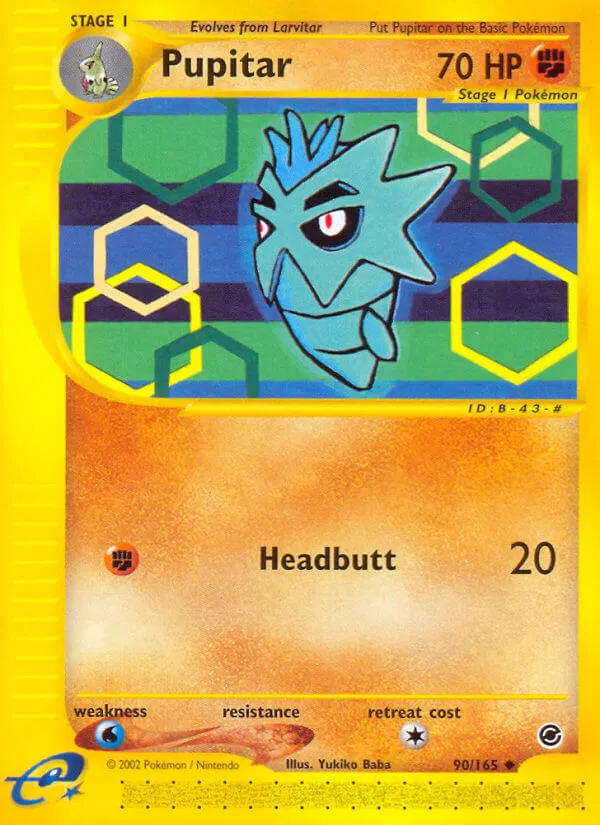 STAGE 1
Evolves from Larvitar
Put Pupitar on the Basic Pokémon
Pupitar
70 HP
Stage 1 Pokémon
ID:B-43-#
Headbutt 20
weakness resistance retreat cost
© 2002 Pokémon / Nintendo
Illus. Yukiko Baba
90/165
e